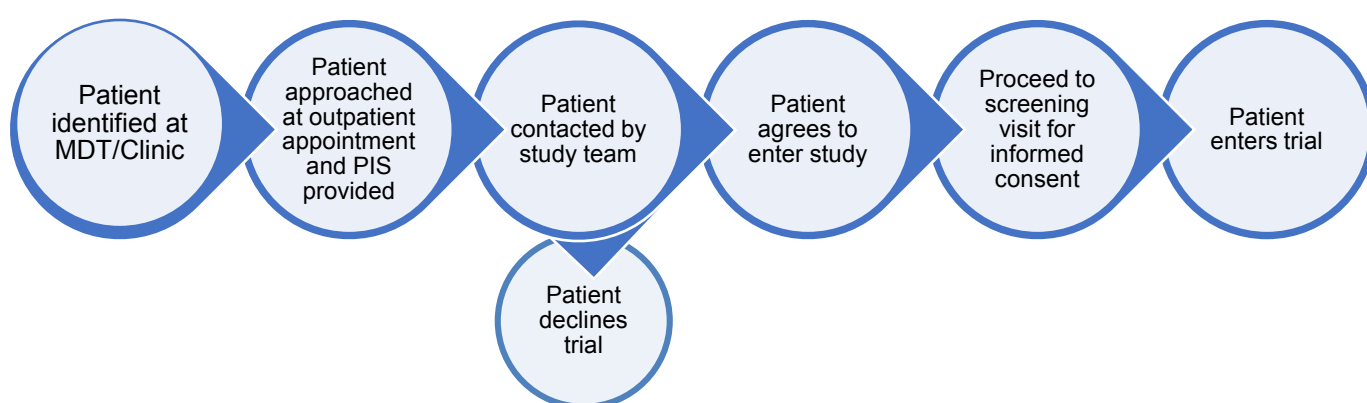 Patient
identified at
MDT/Clinic
Patient
approached
at outpatient
appointment
and PIS
provided
Patient
contacted by
study team
Patient
agrees to
enter study
Proceed to
screening
visit for
informed
consent
Patient
enters trial
Patient
declines
trial